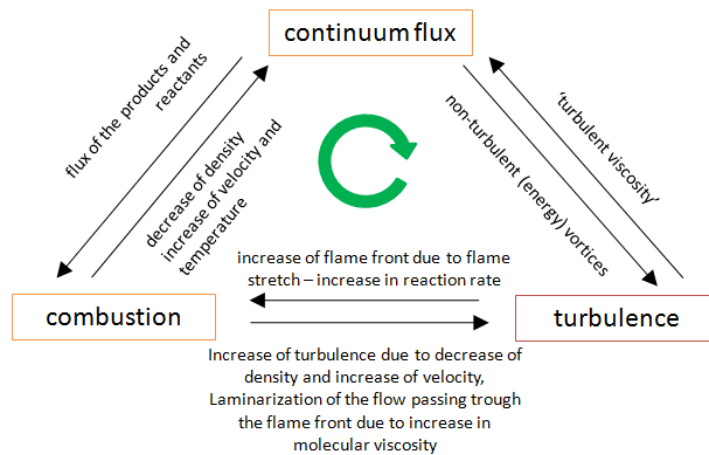 continuum flux
flux of the products and
reactants
decrease of density
increase of velocity and
temperature
non-turbulent (energy) vortices
‘turbulent viscosity’
increase of flame front due to flame
stretch – increase in reaction rate
combustion
turbulence
Increase of turbulence due to decrease of
density and increase of velocity,
Laminarization of the flow passing trough
the flame front due to increase in
molecular viscosity